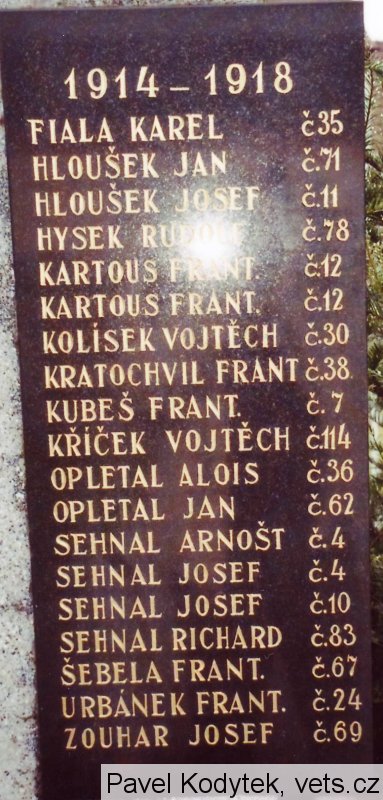 1914 – 1918
FIALA KAREL č.35
HLOUŠEK JAN č.71
HLOUŠEK JOSEF č.11
HYSEK RUDOLF č.78
KARTOUS FRANT. č.12
KARTOUS FRANT. č.12
KOLÍSEK VOJTĚCH č.30
KRATOCHVIL FRANT č.38
KUBEŠ FRANT. č. 7
KŘÍČEK VOJTĚCH č.114
OPLETAL ALOIS č.36
OPLETAL JAN č.62
SEHNAL ARNOŠT č. 4
SEHNAL JOSEF č. 4
SEHNAL JOSEF č.10
SEHNAL RICHARD č.83
ŠEBELA FRANT. č.67
URBÁNEK FRANT. č.24
ZOUHAR JOSEF č.69
Pavel Kodytek, vets.cz